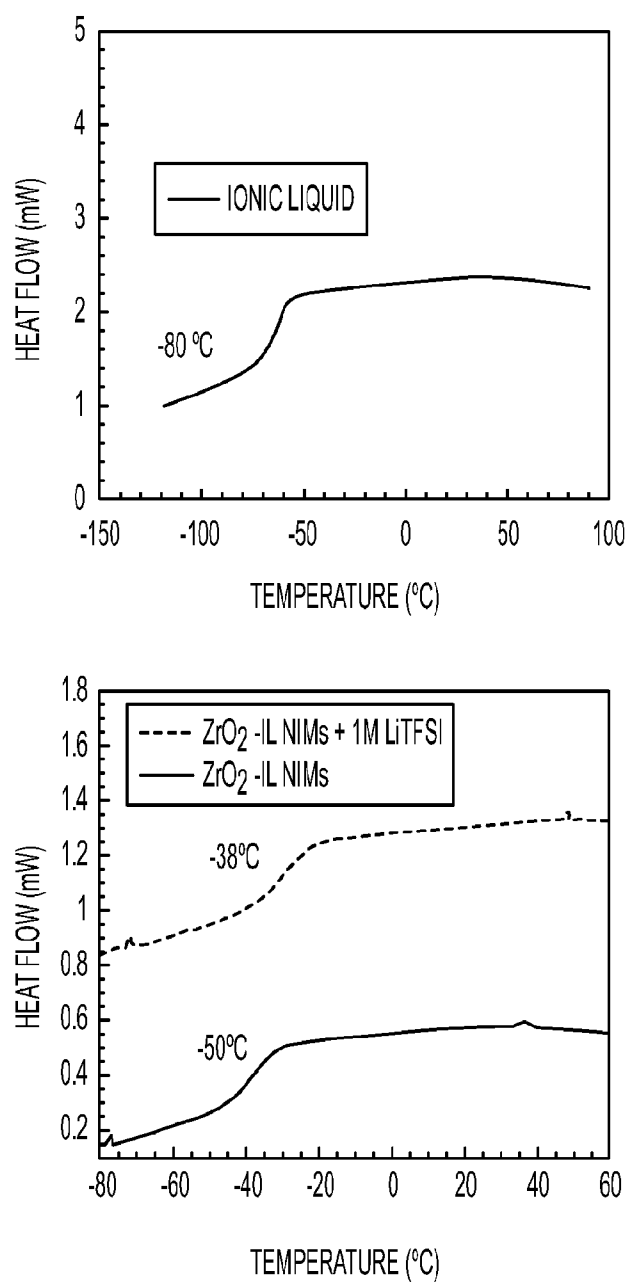 5
4
3
2
1
0
HEAT FLOW (mW)
IONIC LIQUID
-80 ºC
-150 -100 -50 0 50 100
TEMPERATURE (ºC)
1.8
1.6
1.4
1.2
1
0.8
0.6
0.4
0.2
HEAT FLOW (mW)
ZrO2 -IL NIMs + 1M LiTFSI
ZrO2 -IL NIMs
-38ºC
-50ºC
-80 -60 -40 -20 0 20 40 60
TEMPERATURE (ºC)